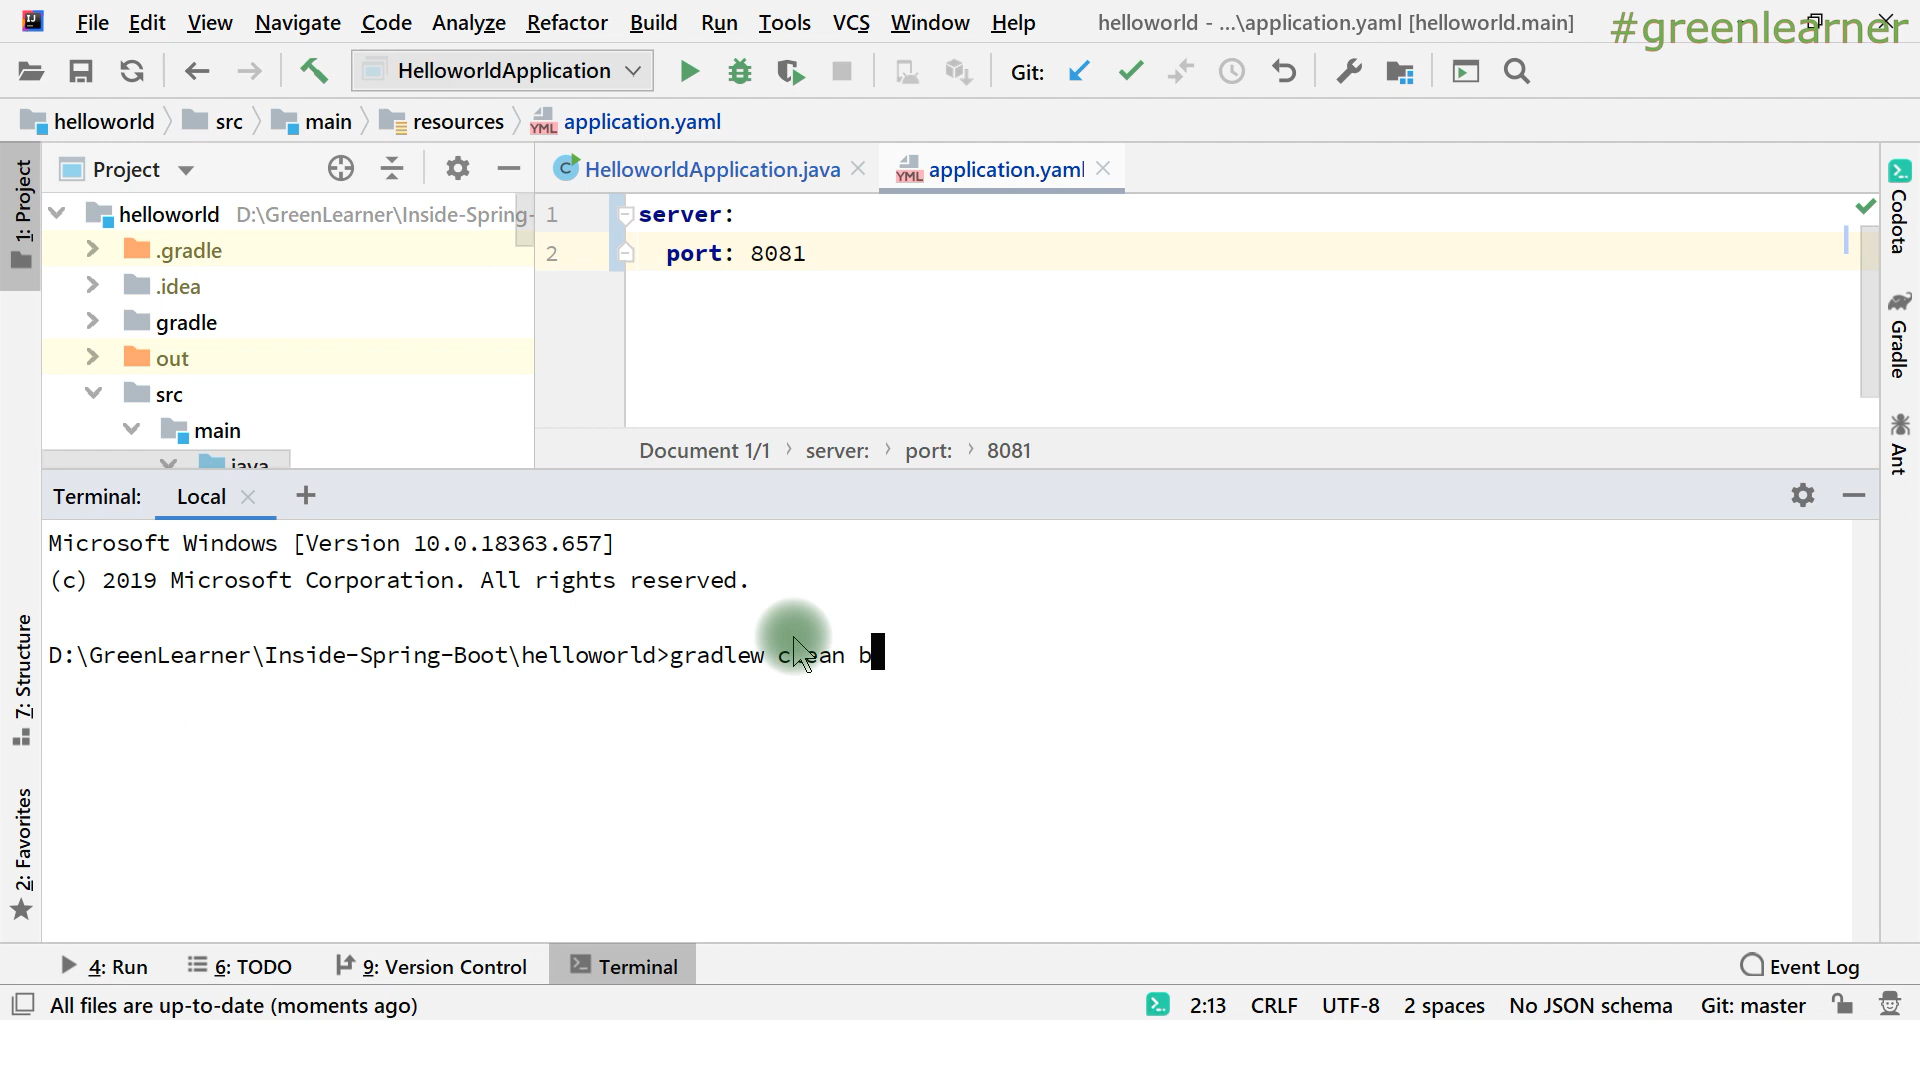 File Edit View Navigate Code Analyze Refactor Build Run Tools VCS Window Help helloworld - ...\application.yaml [helloworld.main]
#greenlearner
HelloworldApplication Git:
helloworld src main resources application.yaml
1: Project
Project
HelloworldApplication.java application.yaml
helloworld D:\GreenLearner\Inside-Spring-
.gradle
.idea
gradle
out
src
main
java
1 server:
2 port: 8081
Document 1/1 › server: › port: › 8081
Codota
Gradle
Ant
Terminal: Local
Microsoft Windows [Version 10.0.18363.657]
(c) 2019 Microsoft Corporation. All rights reserved.
D:\GreenLearner\Inside-Spring-Boot\helloworld>gradlew clean b
7: Structure
2: Favorites
4: Run 6: TODO 9: Version Control Terminal Event Log
All files are up-to-date (moments ago) 2:13 CRLF UTF-8 2 spaces No JSON schema Git: master